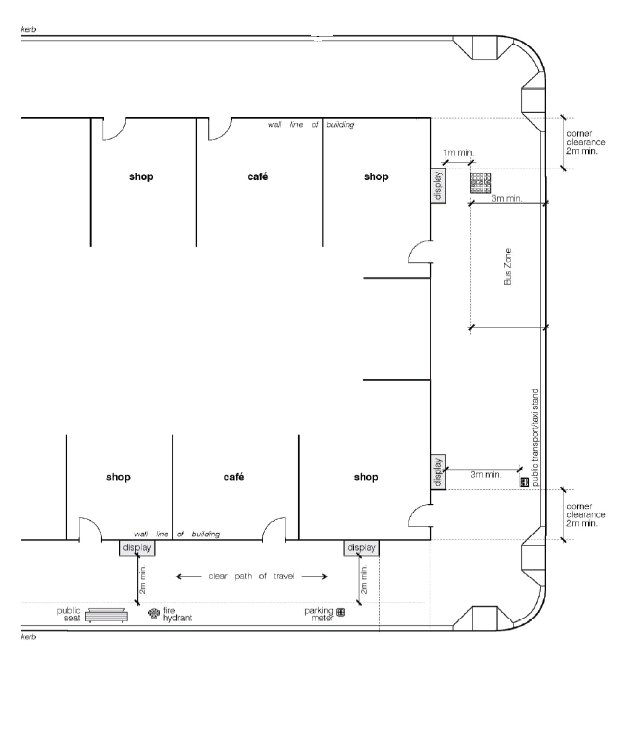 kerb
wall line of building
corner
clearance
2m min.
1m min.
shop
café
shop
display
3m min.
Bus Zone
public transport/taxi stand
display
3m min.
shop
café
shop
corner
clearance
2m min.
wall line of building
display
display
2m min.
clear path of travel
2m min.
public
seat
fire
hydrant
parking
meter
kerb